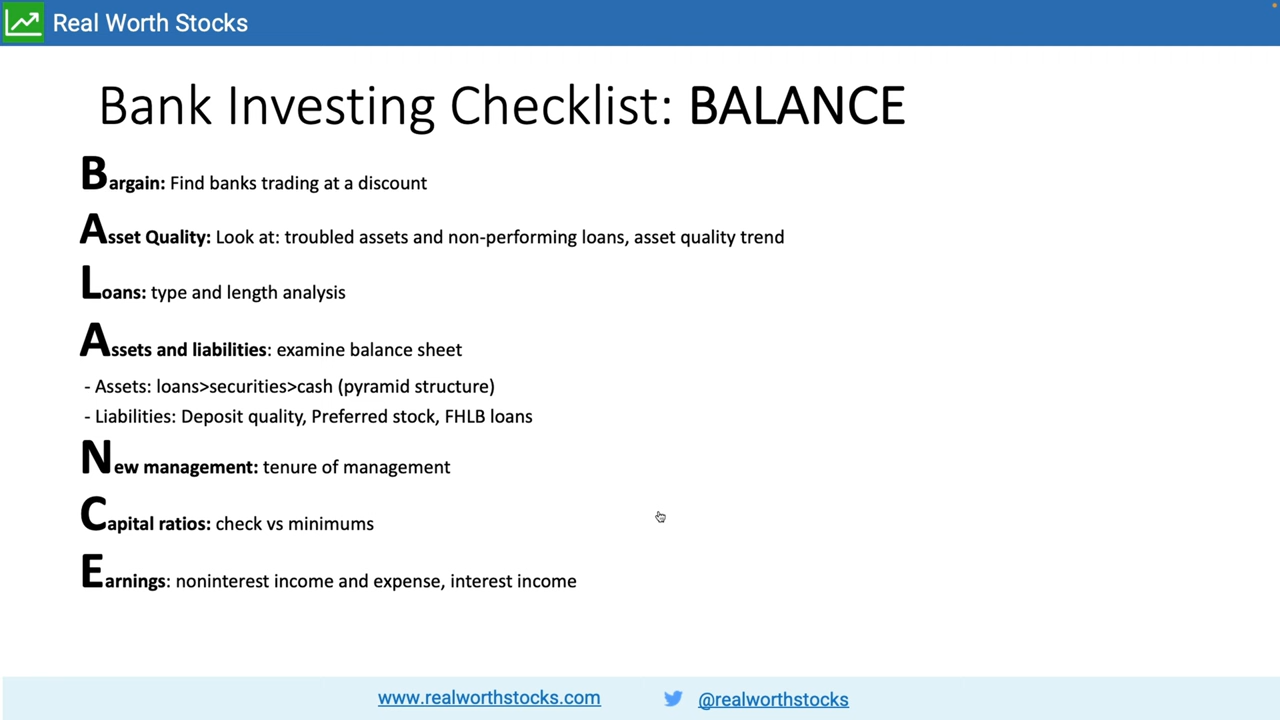 Real Worth Stocks
Bank Investing Checklist: BALANCE
Bargain: Find banks trading at a discount
Asset Quality: Look at: troubled assets and non-performing loans, asset quality trend
Loans: type and length analysis
Assets and liabilities: examine balance sheet
- Assets: loans>securities>cash (pyramid structure)
- Liabilities: Deposit quality, Preferred stock, FHLB loans
New management: tenure of management
Capital ratios: check vs minimums
Earnings: noninterest income and expense, interest income
www.realworthstocks.com @realworthstocks